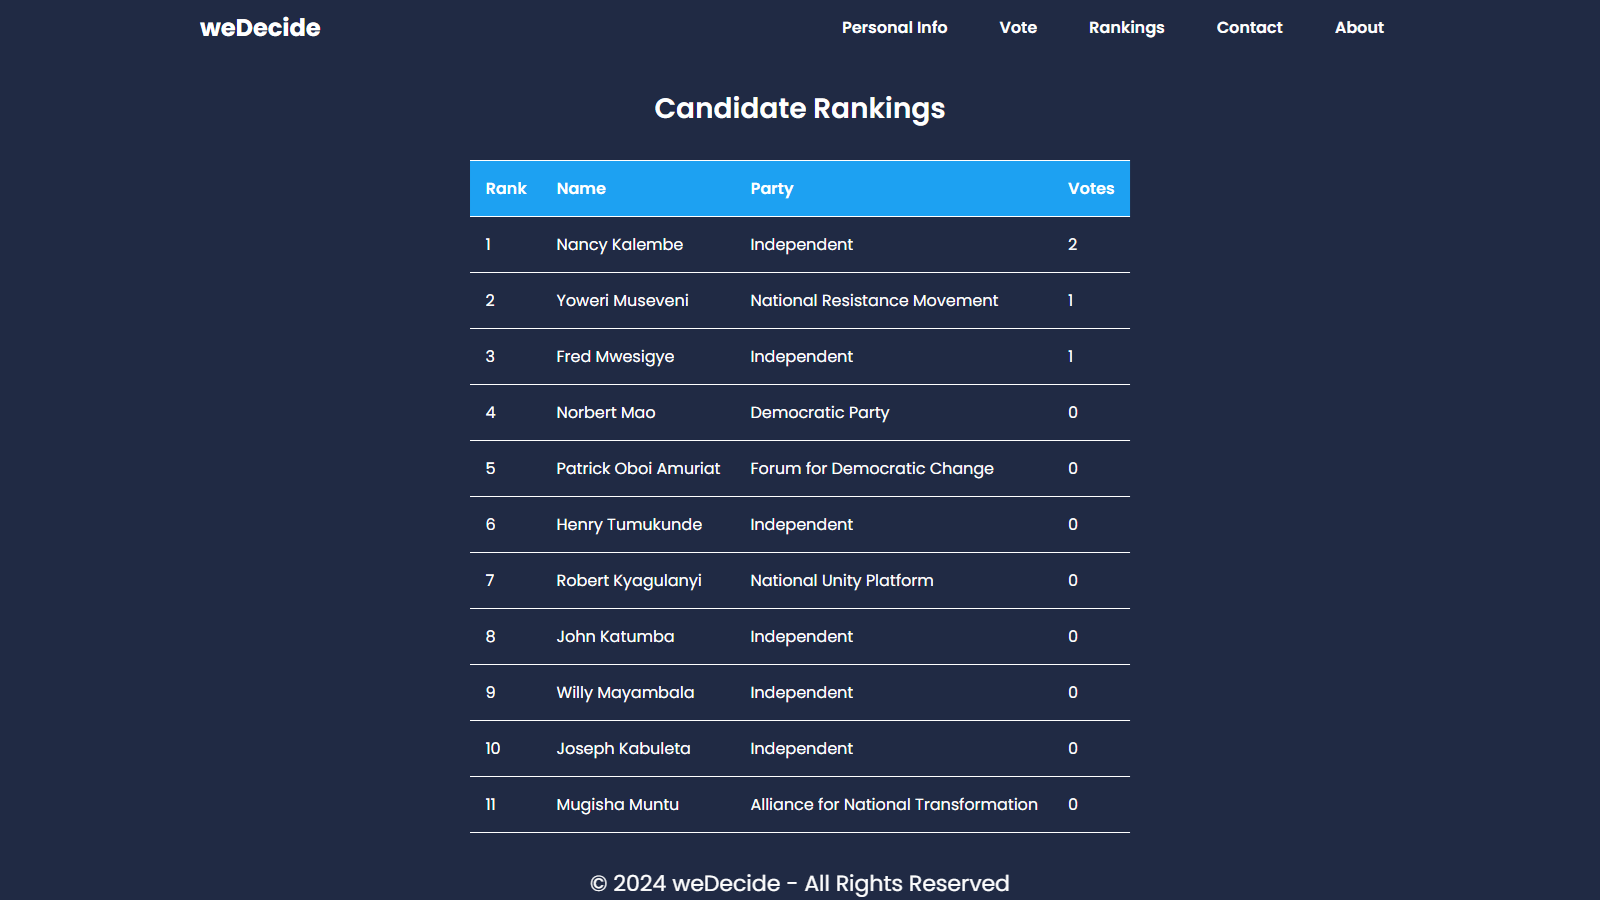 weDecide Personal Info Vote Rankings Contact About
Candidate Rankings
Rank Name Party Votes
1 Nancy Kalembe Independent 2
2 Yoweri Museveni National Resistance Movement 1
3 Fred Mwesigye Independent 1
4 Norbert Mao Democratic Party 0
5 Patrick Oboi Amuriat Forum for Democratic Change 0
6 Henry Tumukunde Independent 0
7 Robert Kyagulanyi National Unity Platform 0
8 John Katumba Independent 0
9 Willy Mayambala Independent 0
10 Joseph Kabuleta Independent 0
11 Mugisha Muntu Alliance for National Transformation 0
© 2024 weDecide - All Rights Reserved